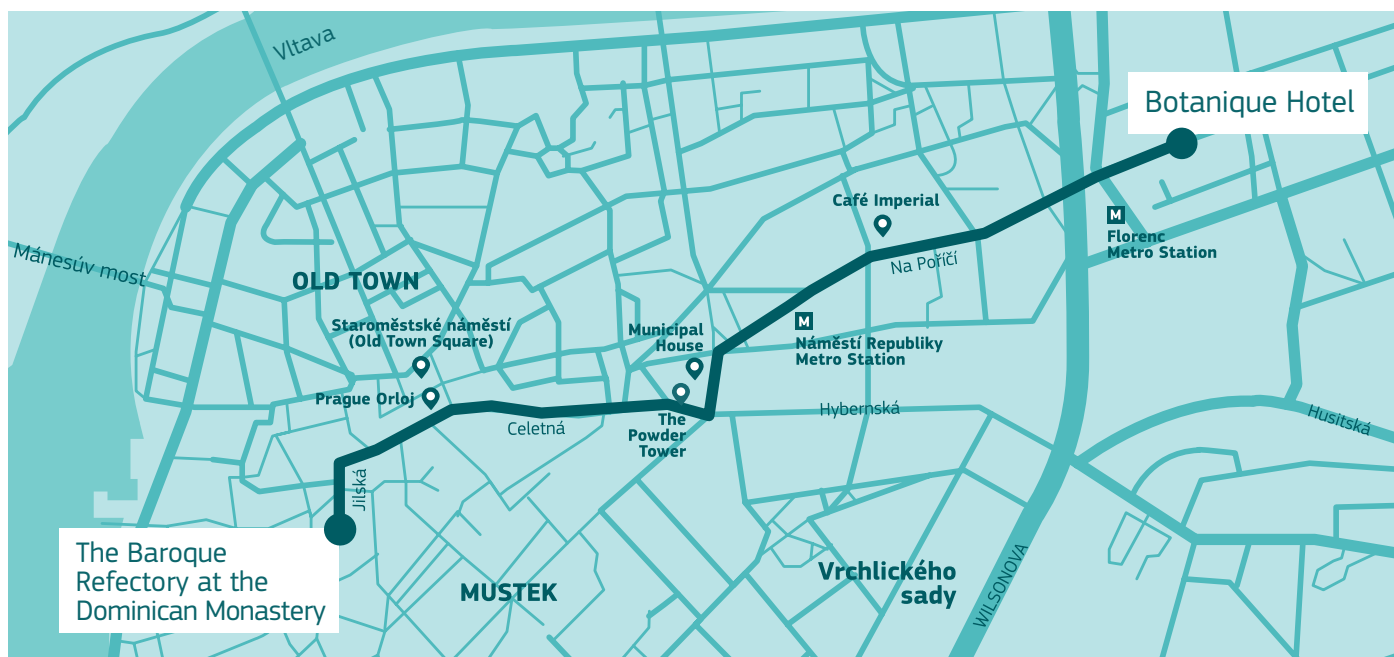 Vltava
Botanique Hotel
Café Imperial
M
Florenc
Metro Station
Mánesův most
Na Poříčí
OLD TOWN
Staroměstské náměstí
(Old Town Square)
Municipal
House
M
Náměstí Republiky
Metro Station
Prague Orloj
Celetná
The
Powder
Tower
Hybernská
Husitská
Jilská
The Baroque
Refectory at the
Dominican Monastery
MUSTEK
Vrchlického
sady
WILSONOVA